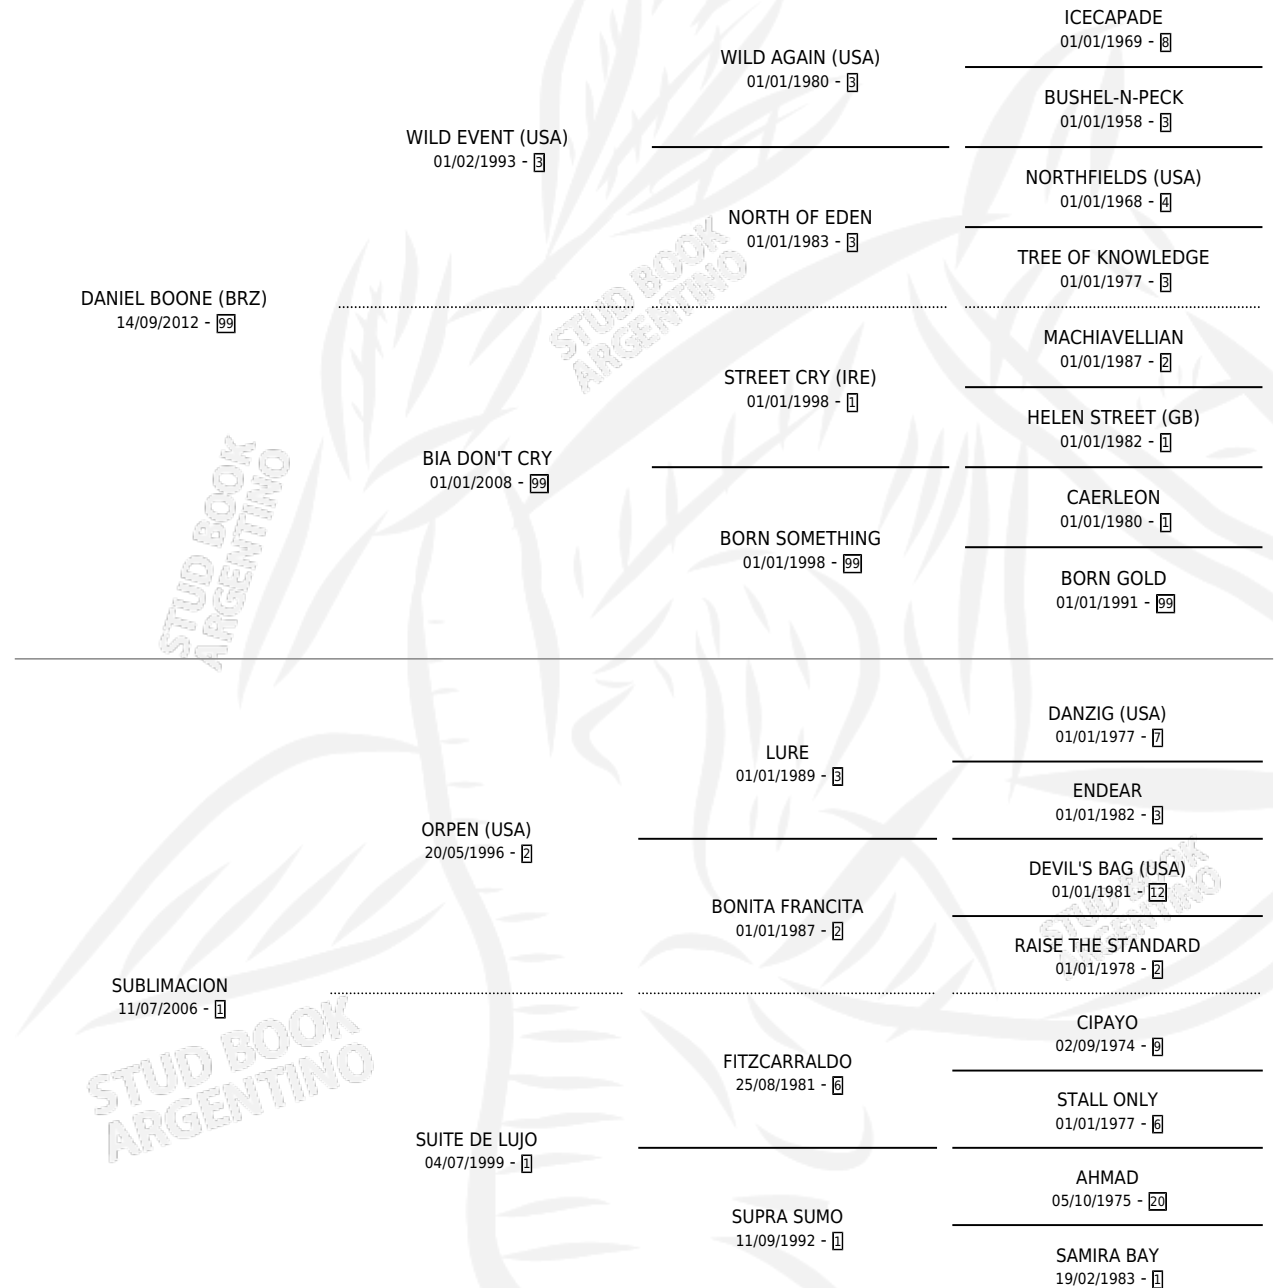 ICECAPADE
01/01/1969 - 8
WILD AGAIN (USA)
01/01/1980 - 3
BUSHEL-N-PECK
01/01/1958 - 3
WILD EVENT (USA)
01/02/1993 - 3
NORTHFIELDS (USA)
01/01/1968 - 4
NORTH OF EDEN
01/01/1983 - 3
TREE OF KNOWLEDGE
01/01/1977 - 3
DANIEL BOONE (BRZ)
14/09/2012 - 99
MACHIAVELLIAN
01/01/1987 - 2
STREET CRY (IRE)
01/01/1998 - 1
HELEN STREET (GB)
01/01/1982 - 1
BIA DON'T CRY
01/01/2008 - 99
CAERLEON
01/01/1980 - 1
BORN SOMETHING
01/01/1998 - 99
BORN GOLD
01/01/1991 - 99
DANZIG (USA)
01/01/1977 - 7
LURE
01/01/1989 - 3
ENDEAR
01/01/1982 - 3
ORPEN (USA)
20/05/1996 - 2
DEVIL'S BAG (USA)
01/01/1981 - 12
BONITA FRANCITA
01/01/1987 - 2
RAISE THE STANDARD
01/01/1978 - 2
SUBLIMACION
11/07/2006 - 1
CIPAYO
02/09/1974 - 9
FITZCARRALDO
25/08/1981 - 6
STALL ONLY
01/01/1977 - 6
SUITE DE LUJO
04/07/1999 - 1
AHMAD
05/10/1975 - 20
SUPRA SUMO
11/09/1992 - 1
SAMIRA BAY
19/02/1983 - 1
STUD BOOK
ARGENTINO
STUD BOOK
ARGENTINO
STUD BOOK
ARGENTINO
STUD BOOK
ARGENTINO